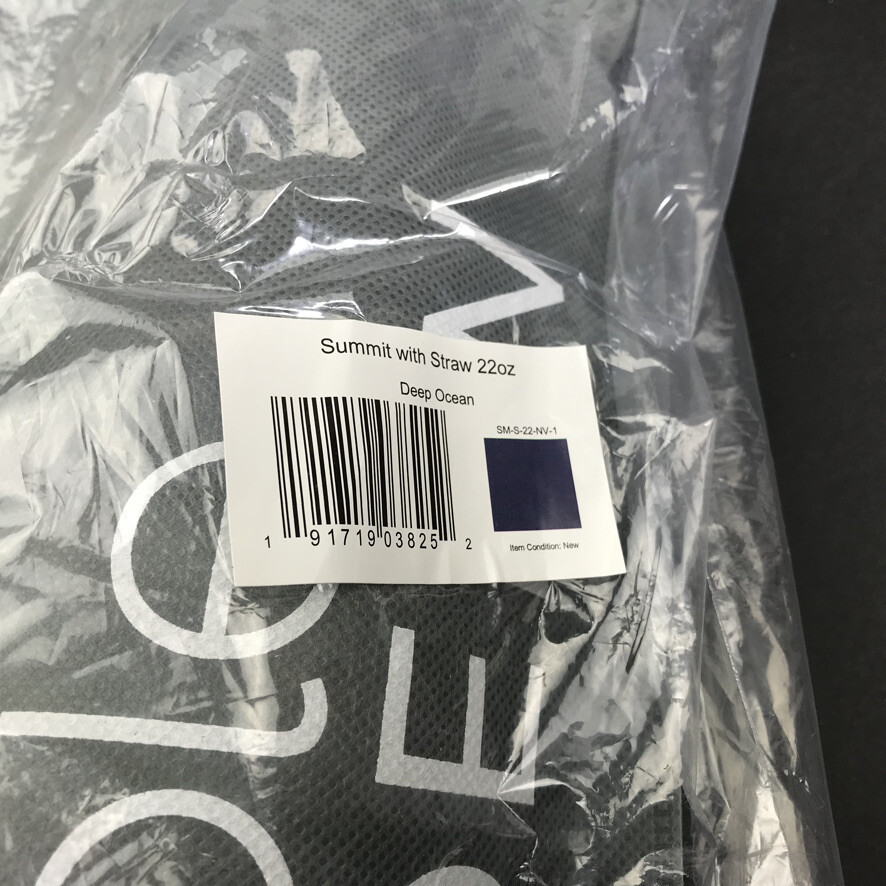 Summit with Straw 22oz
Deep Ocean
SM-S-22-NV-1
1 91719 03825 2
Item Condition: New